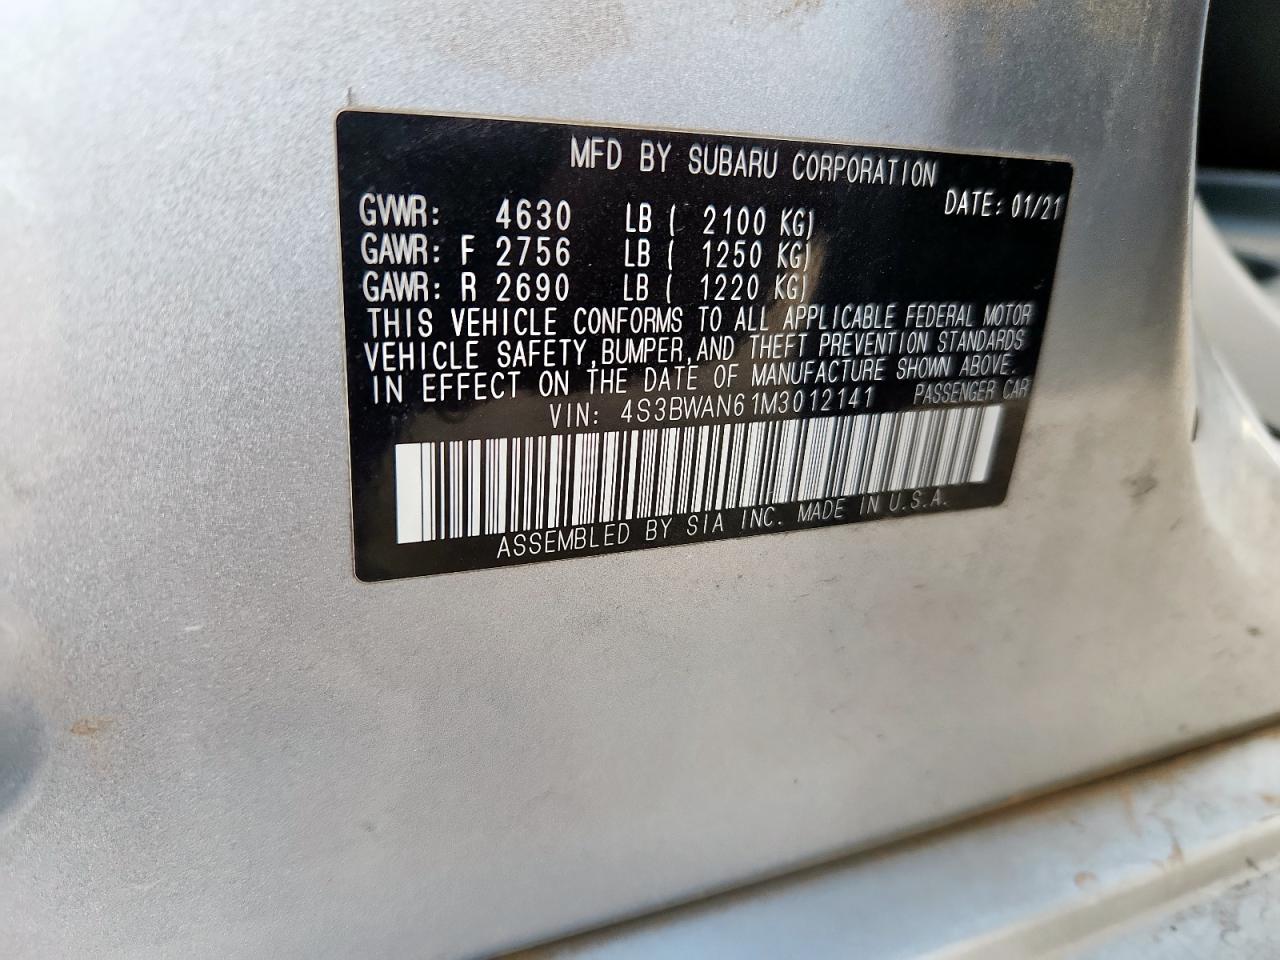 MFD BY SUBARU CORPORATION
DATE: 01/21
GVWR: 4630 LB ( 2100 KG)
GAWR: F 2756 LB ( 1250 KG)
GAWR: R 2690 LB ( 1220 KG)
THIS VEHICLE CONFORMS TO ALL APPLICABLE FEDERAL MOTOR
VEHICLE SAFETY,BUMPER,AND THEFT PREVENTION STANDARDS
IN EFFECT ON THE DATE OF MANUFACTURE SHOWN ABOVE.
VIN: 4S3BWAN61M3012141 PASSENGER CAR
ASSEMBLED BY SIA INC. MADE IN U.S.A.